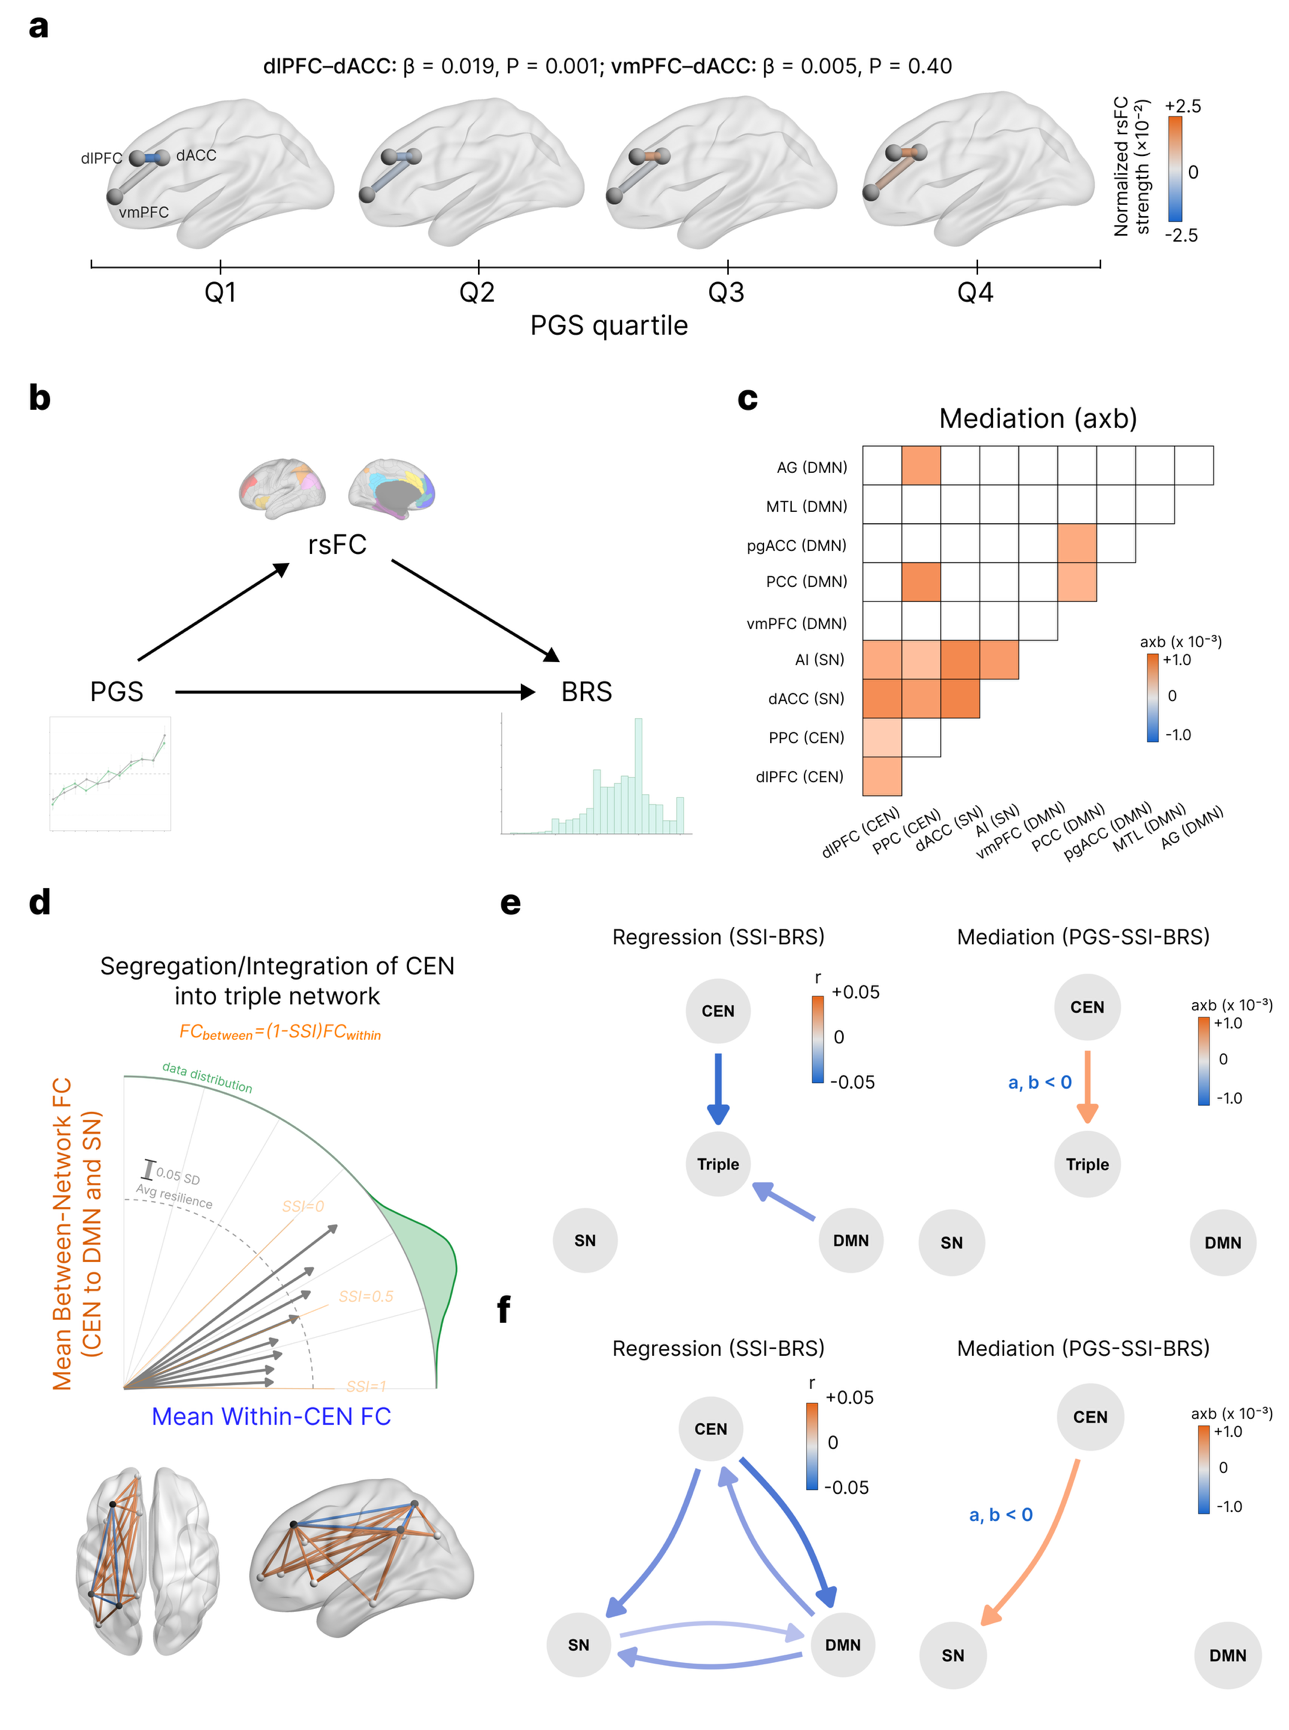 a
dlPFC–dACC: β = 0.019, P = 0.001; vmPFC–dACC: β = 0.005, P = 0.40
dlPFC
dACC
vmPFC
Normalized rsFC
strength (×10⁻²)
+2.5
0
-2.5
Q1
Q2
Q3
Q4
PGS quartile
b
rsFC
PGS
BRS
c
Mediation (axb)
AG (DMN)
MTL (DMN)
pgACC (DMN)
PCC (DMN)
vmPFC (DMN)
AI (SN)
dACC (SN)
PPC (CEN)
dlPFC (CEN)
dlPFC (CEN)
PPC (CEN)
dACC (SN)
AI (SN)
vmPFC (DMN)
PCC (DMN)
pgACC (DMN)
MTL (DMN)
AG (DMN)
axb (x 10⁻³)
+1.0
0
-1.0
d
Segregation/Integration of CEN
into triple network
FCbetween=(1-SSI)FCwithin
data distribution
Mean Between-Network FC
(CEN to DMN and SN)
0.05 SD
Avg resilience
SSI=0
SSI=0.5
SSI=1
Mean Within-CEN FC
e
Regression (SSI-BRS)
CEN
Triple
SN
DMN
r
+0.05
0
-0.05
Mediation (PGS-SSI-BRS)
CEN
a, b < 0
Triple
SN
DMN
axb (x 10⁻³)
+1.0
0
-1.0
f
Regression (SSI-BRS)
CEN
SN
DMN
r
+0.05
0
-0.05
Mediation (PGS-SSI-BRS)
CEN
a, b < 0
SN
DMN
axb (x 10⁻³)
+1.0
0
-1.0